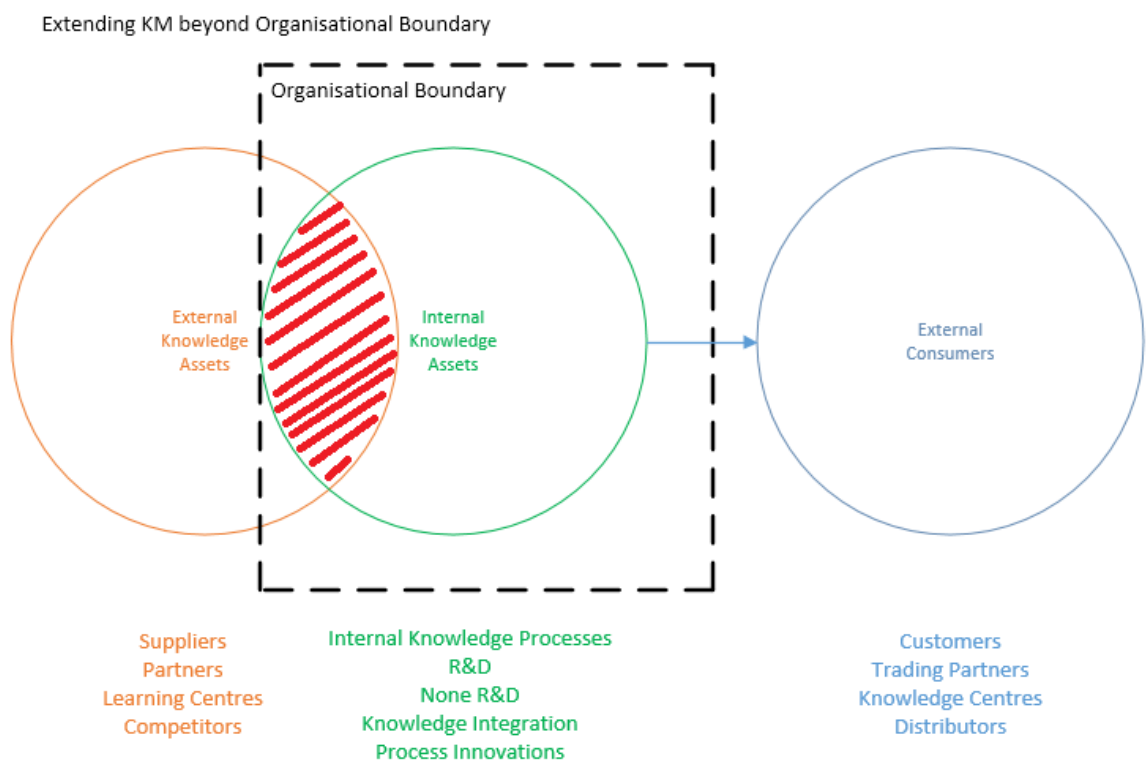 Extending KM beyond Organisational Boundary
Organisational Boundary
External
Knowledge
Assets
Internal
Knowledge
Assets
External
Consumers
Suppliers
Partners
Learning Centres
Competitors
Internal Knowledge Processes
R&D
None R&D
Knowledge Integration
Process Innovations
Customers
Trading Partners
Knowledge Centres
Distributors